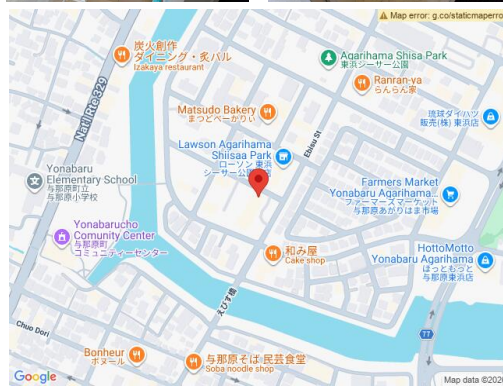 Map error: g.co/staticmaperro
炭火創作
ダイニング・炙バル
Izakaya restaurant
Agarihama Shisa Park
東浜シーサー公園
Ranran-ya
らんらん家
Nat'l Rte 329
Matsudo Bakery
まつどべーかりぃ
琉球ダイハツ
販売(株) 東浜店
Ebisu St
Lawson Agarihama
Shiisaa Park
ローソン 東浜
シーサー公園
店
Yonabaru
Elementary School
与那原町立
与那原小学校
Farmers Market
Yonabaru Agarihama...
ファーマーズマーケット
与那原あがりはま市場
Yonabarucho
Comunity Center
与那原町
コミュニティーセンター
和み屋
Cake shop
HottoMotto
Yonabaru Agarihama
ほっともっと
与那原東浜店
えびす橋
77
Chuo Dori
Bonheur
ボヌール
与那原そば 民芸食堂
Soba noodle shop
Google
Map data ©202